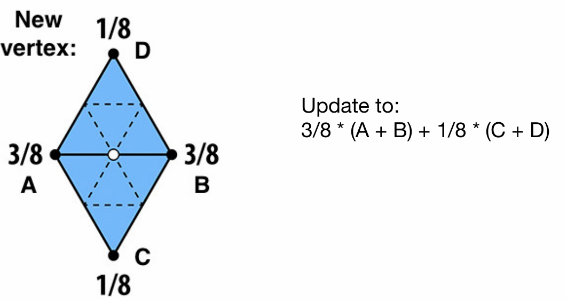 New
vertex:
1/8
D
3/8
A
3/8
B
C
1/8
Update to:
3/8 * (A + B) + 1/8 * (C + D)